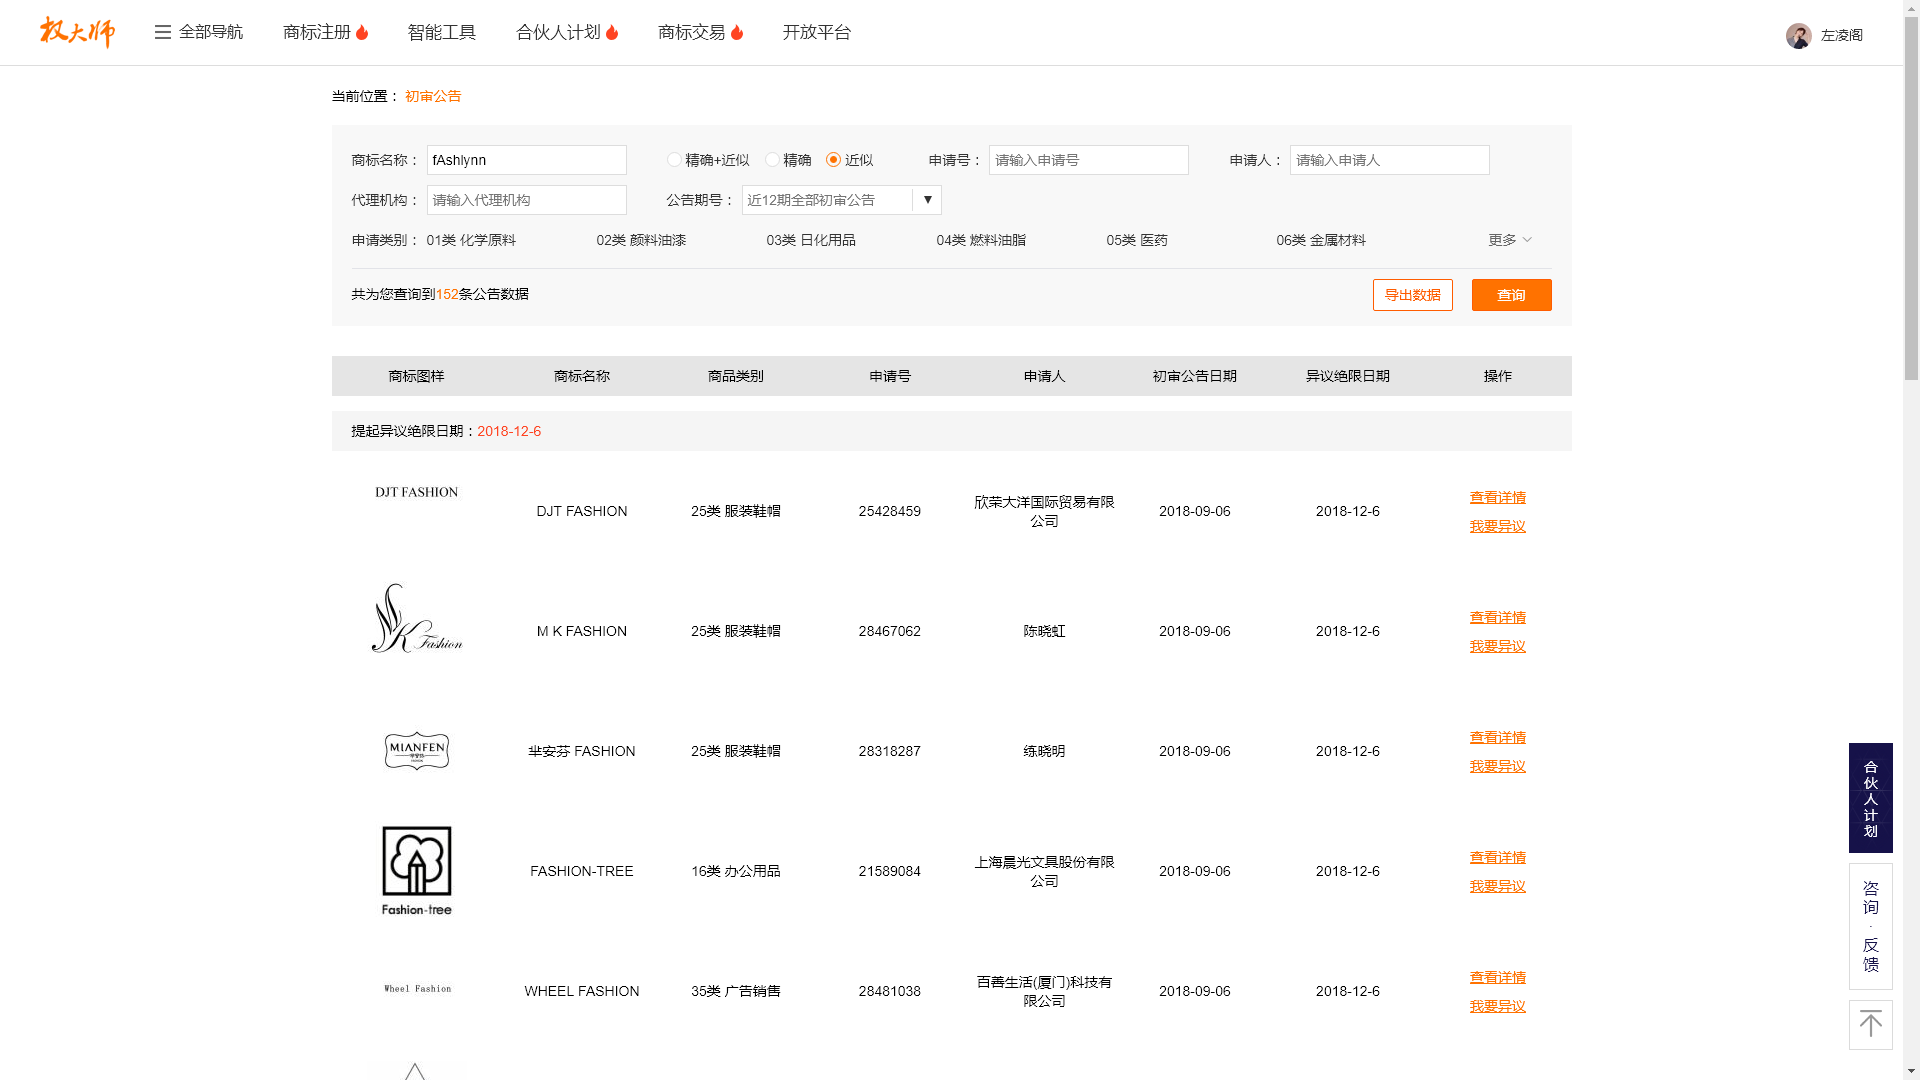 权大师
全部导航
商标注册
智能工具
合伙人计划
商标交易
开放平台
左凌阁
当前位置： 初审公告
商标名称： fAshlynn
精确+近似 精确 近似
申请号： 请输入申请号
申请人： 请输入申请人
代理机构： 请输入代理机构
公告期号： 近12期全部初审公告 ▼
申请类别： 01类 化学原料 02类 颜料油漆 03类 日化用品 04类 燃料油脂 05类 医药 06类 金属材料 更多
共为您查询到152条公告数据
导出数据 查询
商标图样 商标名称 商品类别 申请号 申请人 初审公告日期 异议绝限日期 操作
提起异议绝限日期：2018-12-6
DJT FASHION
DJT FASHION 25类 服装鞋帽 25428459
欣荣大洋国际贸易有限
公司
2018-09-06 2018-12-6
查看详情
我要异议
K Fashion
M K FASHION 25类 服装鞋帽 28467062 陈晓虹 2018-09-06 2018-12-6
查看详情
我要异议
MIANFEN
芈安芬 FASHION 25类 服装鞋帽 28318287 练晓明 2018-09-06 2018-12-6
查看详情
我要异议
Fashion-tree
FASHION-TREE 16类 办公用品 21589084
上海晨光文具股份有限
公司
2018-09-06 2018-12-6
查看详情
我要异议
Wheel Fashion
WHEEL FASHION 35类 广告销售 28481038
百善生活(厦门)科技有
限公司
2018-09-06 2018-12-6
查看详情
我要异议
合伙人计划
咨询·反馈